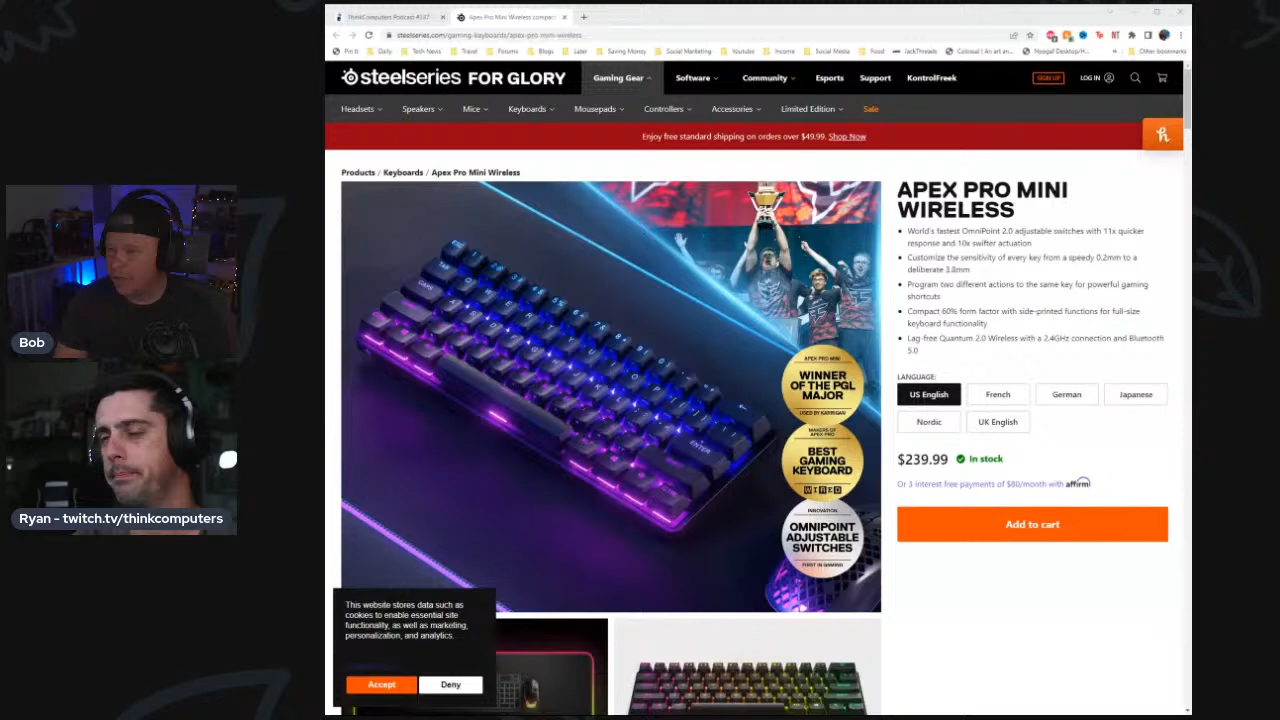 ThinkComputers Podcast #337
Apex Pro Mini Wireless compac
steelseries.com/gaming-keyboards/apex-pro-mini-wireless
Pin It
Daily
Tech News
Travel
Forums
Blogs
Later
Saving Money
Social Marketing
Youtube
Income
Social Media
Food
JackThreads
Colossal | An art an...
Other bookmarks
steelseries FOR GLORY
Gaming Gear
Software
Community
Esports
Support
KontrolFreek
SIGN UP
LOG IN
Headsets
Speakers
Mice
Keyboards
Mousepads
Controllers
Accessories
Limited Edition
Sale
Enjoy free standard shipping on orders over $49.99. Shop Now
Products / Keyboards / Apex Pro Mini Wireless
APEX PRO MINI
WIRELESS
World's fastest OmniPoint 2.0 adjustable switches with 11x quicker
response and 10x swifter actuation
Customize the sensitivity of every key from a speedy 0.2mm to a
deliberate 3.8mm
Program two different actions to the same key for powerful gaming
shortcuts
Compact 60% form factor with side-printed functions for full-size
keyboard functionality
Lag-free Quantum 2.0 Wireless with a 2.4GHz connection and Bluetooth
5.0
LANGUAGE:
US English
French
German
Japanese
Nordic
UK English
$239.99
In stock
Or 3 interest free payments of $80/month with affirm
Add to cart
APEX PRO MINI
WINNER
OF THE PGL
MAJOR
USED BY KARRIGAN
MAKERS OF
APEX PRO
BEST
GAMING
KEYBOARD
WIRED
INNOVATION.
OMNIPOINT
ADJUSTABLE
SWITCHES
FIRST IN GAMING
ENTER
Bob
Ryan - twitch.tv/thinkcomputers
This website stores data such as
cookies to enable essential site
functionality, as well as marketing,
personalization, and analytics.
Accept
Deny